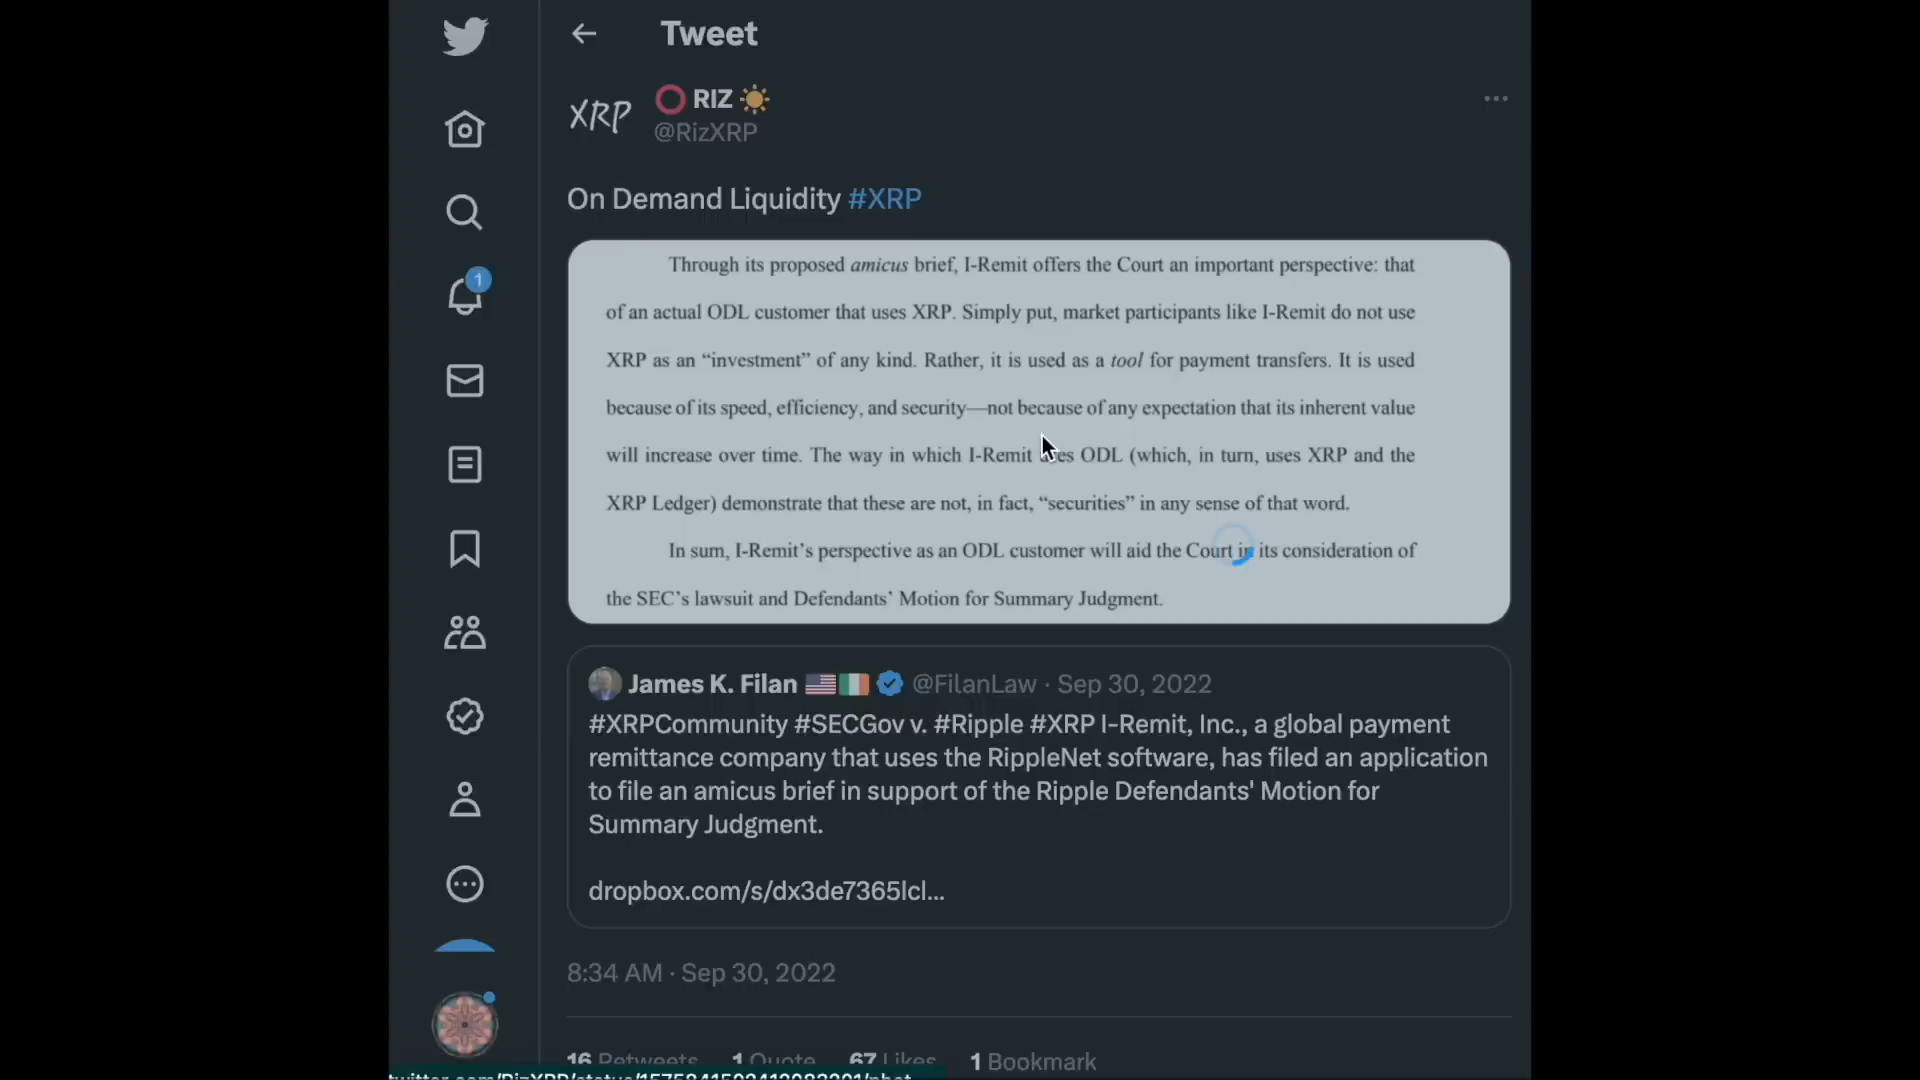 Tweet
XRP
RIZ
@RizXRP
On Demand Liquidity #XRP
1
Through its proposed amicus brief, I-Remit offers the Court an important perspective: that
of an actual ODL customer that uses XRP. Simply put, market participants like I-Remit do not use
XRP as an “investment” of any kind. Rather, it is used as a tool for payment transfers. It is used
because of its speed, efficiency, and security—not because of any expectation that its inherent value
will increase over time. The way in which I-Remit uses ODL (which, in turn, uses XRP and the
XRP Ledger) demonstrate that these are not, in fact, “securities” in any sense of that word.
In sum, I-Remit’s perspective as an ODL customer will aid the Court in its consideration of
the SEC’s lawsuit and Defendants’ Motion for Summary Judgment.
James K. Filan @FilanLaw · Sep 30, 2022
#XRPCommunity #SECGov v. #Ripple #XRP I-Remit, Inc., a global payment
remittance company that uses the RippleNet software, has filed an application
to file an amicus brief in support of the Ripple Defendants' Motion for
Summary Judgment.
dropbox.com/s/dx3de7365lcl...
8:34 AM · Sep 30, 2022
16 Retweets 1 Quote 67 Likes 1 Bookmark